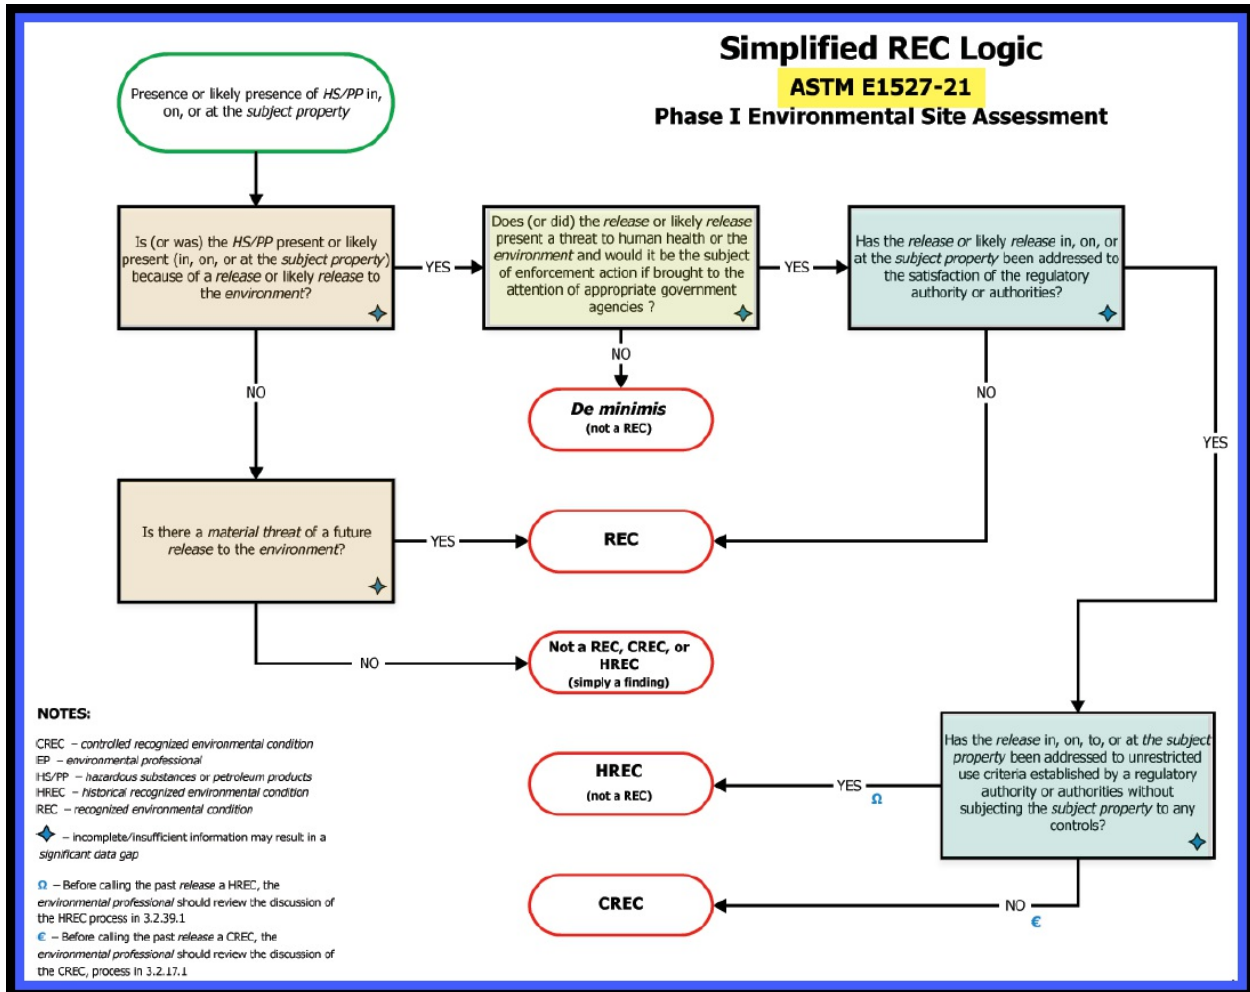 Simplified REC Logic
ASTM E1527-21
Phase I Environmental Site Assessment
Presence or likely presence of HS/PP in,
on, or at the subject property
Is (or was) the HS/PP present or likely
present (in, on, or at the subject property)
because of a release or likely release to
the environment?
YES
Does (or did) the release or likely release
present a threat to human health or the
environment and would it be the subject
of enforcement action if brought to the
attention of appropriate government
agencies ?
YES
Has the release or likely release in, on, or
at the subject property been addressed to
the satisfaction of the regulatory
authority or authorities?
NO
NO
NO
YES
De minimis
(not a REC)
Is there a material threat of a future
release to the environment?
YES
REC
NO
Not a REC, CREC, or
HREC
(simply a finding)
Has the release in, on, to, or at the subject
property been addressed to unrestricted
use criteria established by a regulatory
authority or authorities without
subjecting the subject property to any
controls?
YES
Ω
HREC
(not a REC)
NO
€
CREC
NOTES:
CREC – controlled recognized environmental condition
EP – environmental professional
HS/PP – hazardous substances or petroleum products
HREC – historical recognized environmental condition
REC – recognized environmental condition
– incomplete/insufficient information may result in a
significant data gap
Ω – Before calling the past release a HREC, the
environmental professional should review the discussion of
the HREC process in 3.2.39.1
€ – Before calling the past release a CREC, the
environmental professional should review the discussion of
the CREC, process in 3.2.17.1